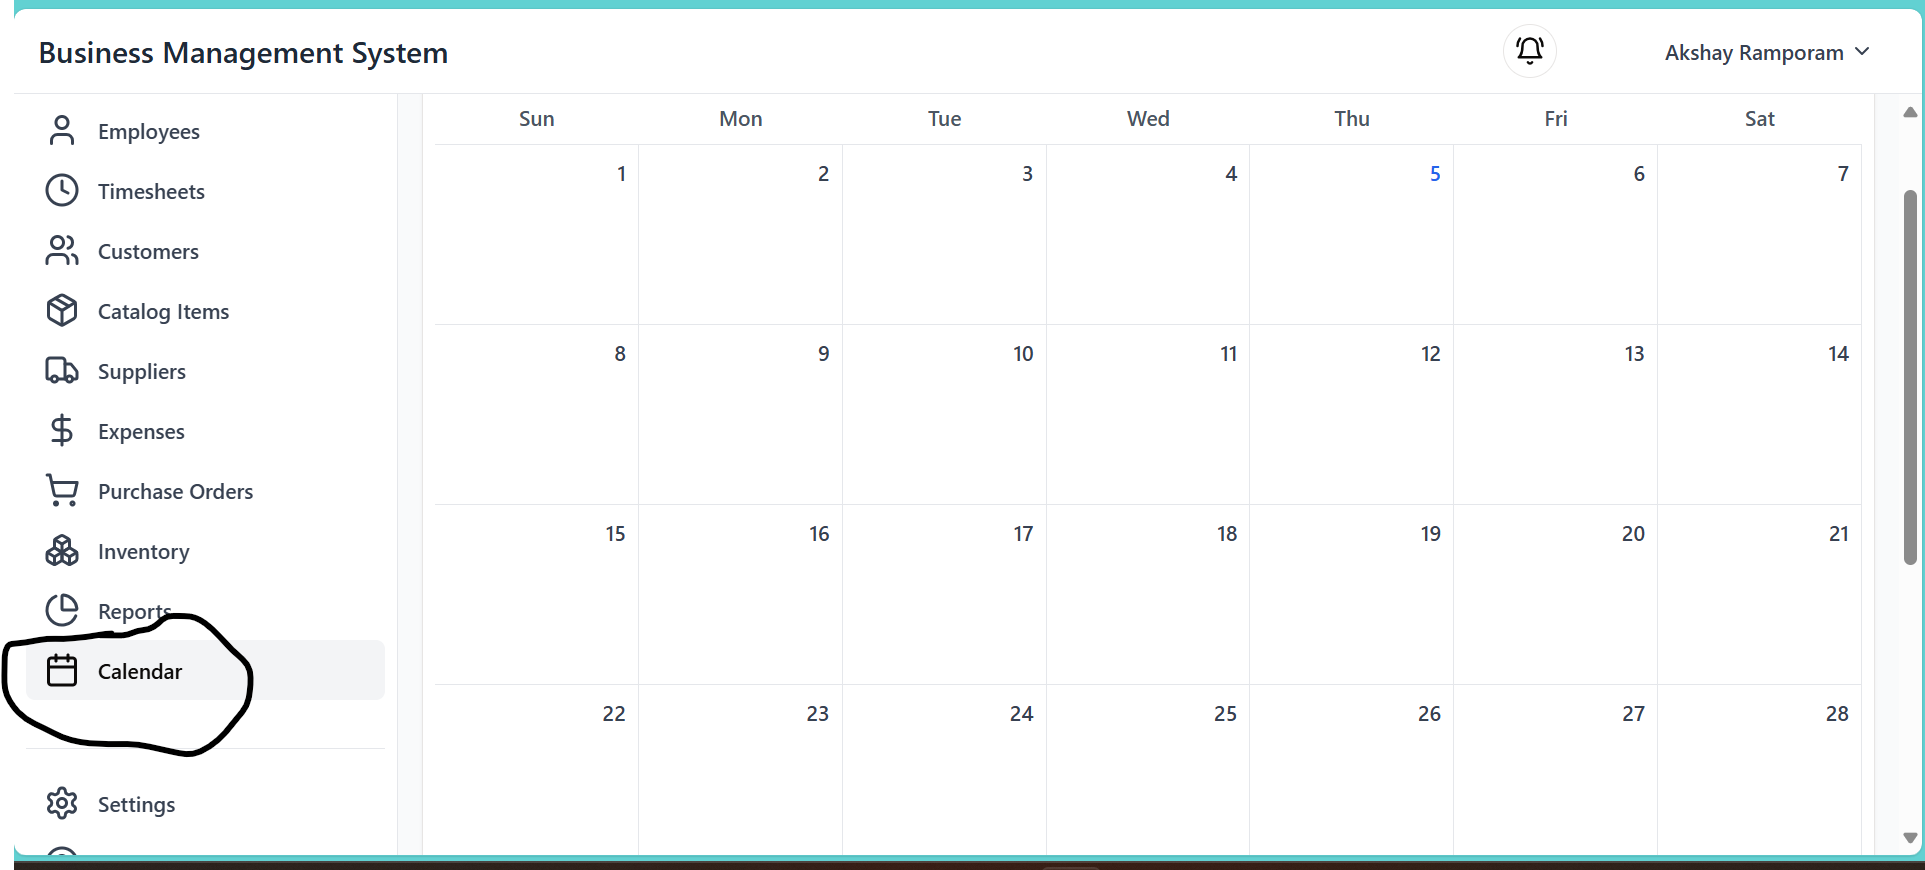 Business Management System
Akshay Ramporam
Employees
Timesheets
Customers
Catalog Items
Suppliers
Expenses
Purchase Orders
Inventory
Reports
Calendar
Settings
Sun Mon Tue Wed Thu Fri Sat
1 2 3 4 5 6 7
8 9 10 11 12 13 14
15 16 17 18 19 20 21
22 23 24 25 26 27 28